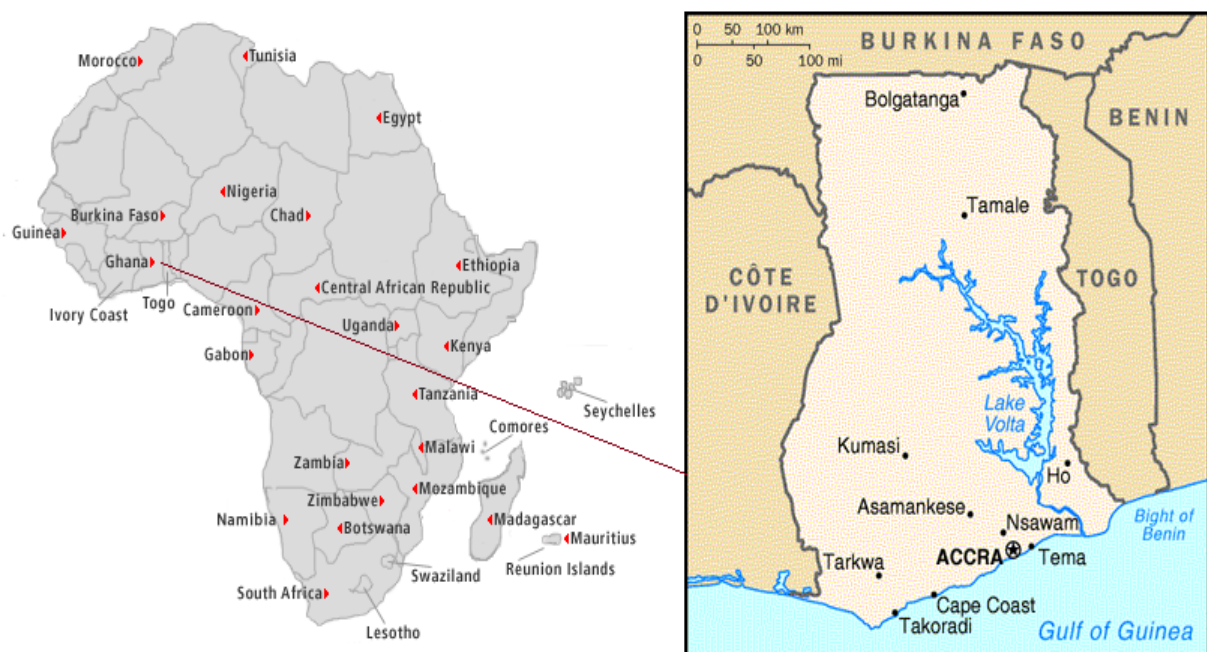 Morocco
Tunisia
Egypt
Nigeria
Burkina Faso
Chad
Guinea
Ghana
Ethiopia
Central African Republic
Togo
Ivory Coast
Cameroon
Uganda
Kenya
Gabon
Tanzania
Seychelles
Comores
Malawi
Zambia
Mozambique
Zimbabwe
Namibia
Botswana
Madagascar
Mauritius
Reunion Islands
Swaziland
South Africa
Lesotho
0 50 100 km
0 50 100 mi
BURKINA FASO
Bolgatanga
BENIN
Tamale
CÔTE
D'IVOIRE
TOGO
Lake
Volta
Kumasi
Ho
Asamankese
Nsawam
Bight of
Benin
ACCRA
Tema
Tarkwa
Cape Coast
Takoradi
Gulf of Guinea